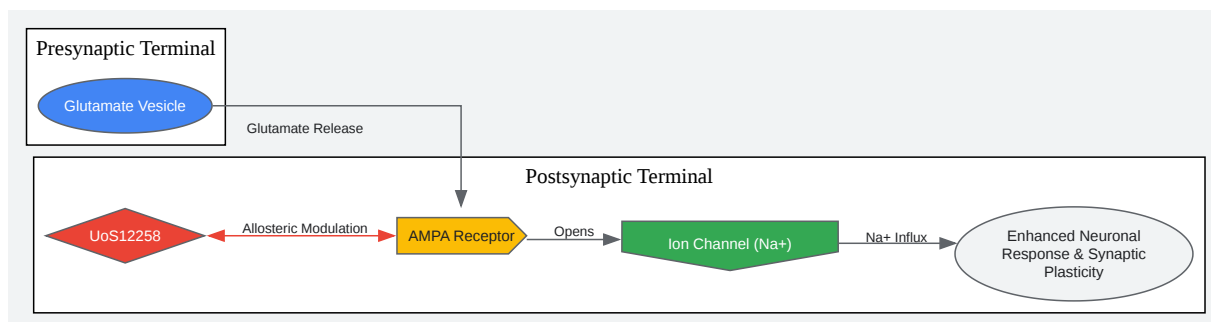 Presynaptic Terminal
Glutamate Vesicle
Glutamate Release
Postsynaptic Terminal
UoS12258
Allosteric Modulation
AMPA Receptor
Opens
Ion Channel (Na+)
Na+ Influx
Enhanced Neuronal
Response & Synaptic
Plasticity